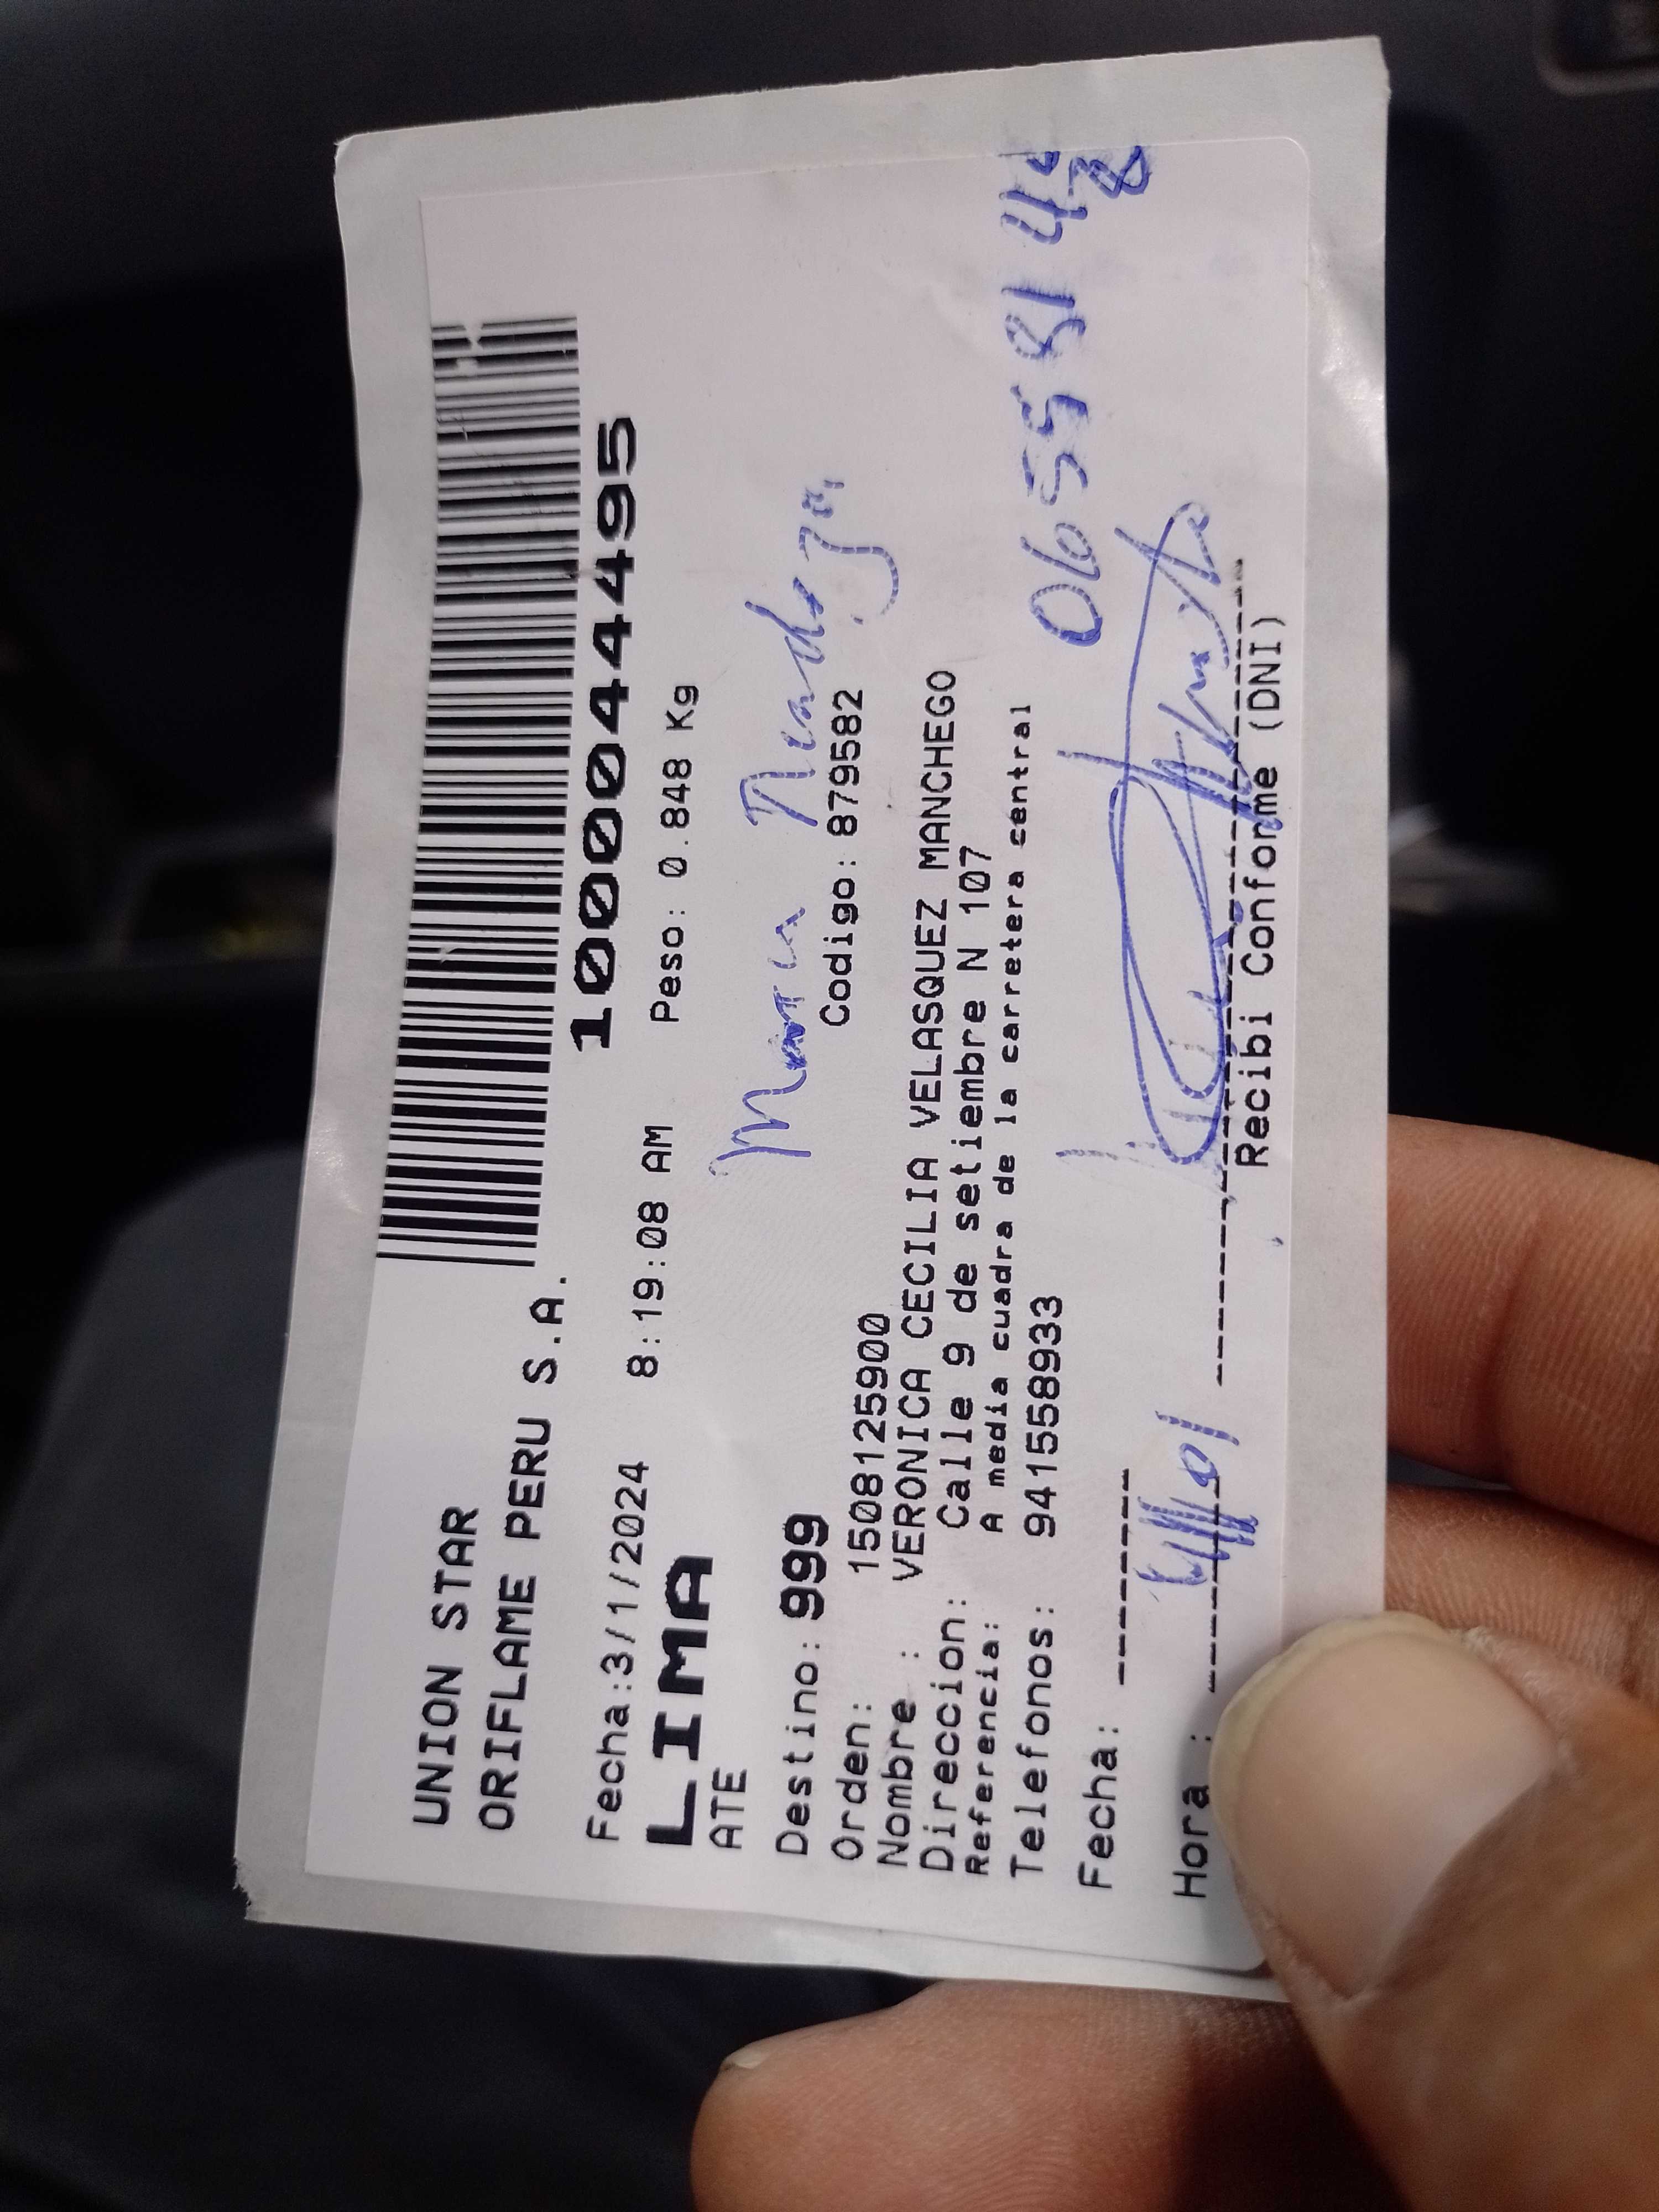 UNION STAR
ORIFLAME PERU S.A.
100044495
Fecha:3/1/2024 8:19:08 AM Peso: 0.848 Kg
LIMA
ATE
Maria
Destino: 999 Codigo: 879582
Orden: 1508125900
Nombre : VERONICA CECILIA VELASQUEZ MANCHEGO
Direccion: Calle 9 de setiembre N 107
Referencia: A media cuadra de la carretera central
Telefonos: 941558933
Fecha: --------
Hora :
Recibi Conforme (DNI)